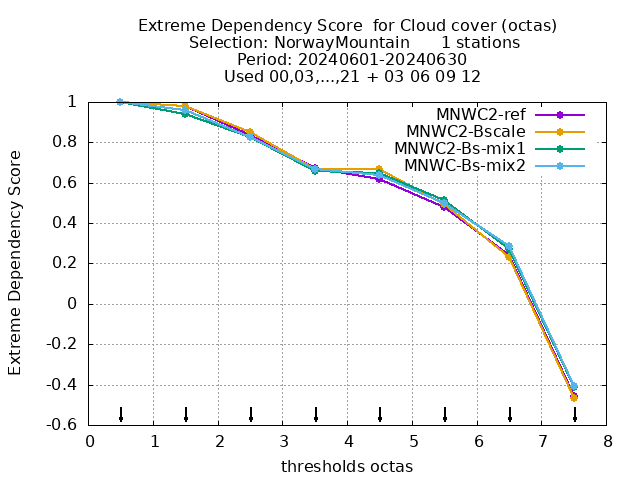 Extreme Dependency Score  for Cloud cover (octas)
Selection: NorwayMountain      1 stations
Period: 20240601-20240630
Used 00,03,...,21 + 03 06 09 12
MNWC2-ref
MNWC2-Bscale
MNWC2-Bs-mix1
MNWC-Bs-mix2
Extreme Dependency Score
1
0.8
0.6
0.4
0.2
0
-0.2
-0.4
-0.6
0 1 2 3 4 5 6 7 8
thresholds octas